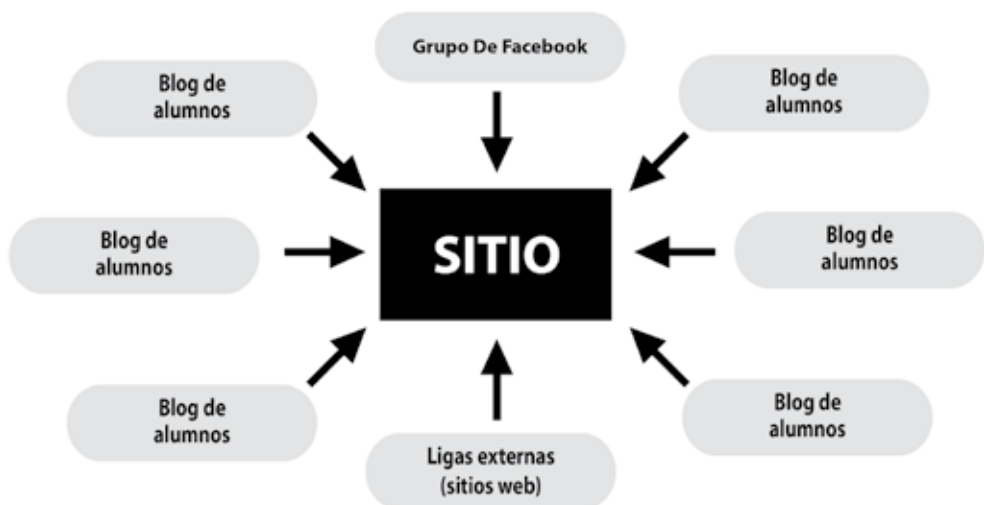 Grupo De Facebook
Blog de
alumnos
Blog de
alumnos
Blog de
alumnos
SITIO
Blog de
alumnos
Blog de
alumnos
Blog de
alumnos
Ligas externas
(sitios web)